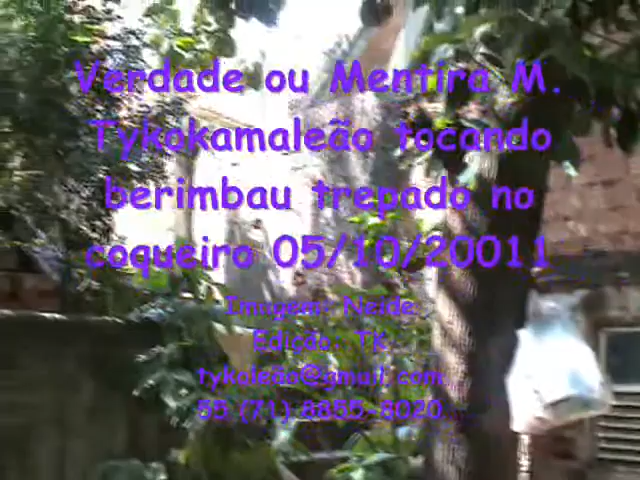 Verdade ou Mentira M.
Tykokamaleão tocando
berimbau trepado no
coqueiro 05/10/20011
Imagem: Neide
Edição: TK
tykoleão@gmail.com
55 (71) 8855-8020